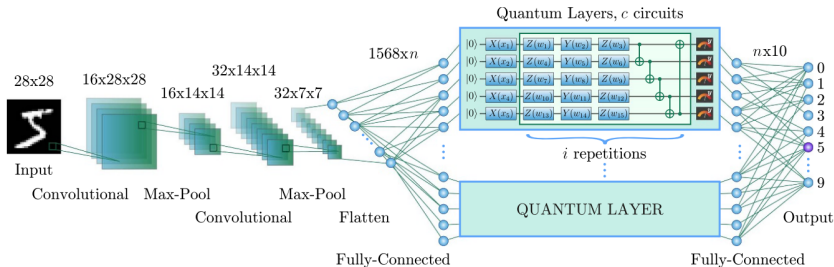 Quantum Layers, c circuits
1568xn
nx10
|0⟩ X(x₁) Z(w₁) Y(w₂) Z(w₃)
|0⟩ X(x₂) Z(w₄) Y(w₅) Z(w₆)
|0⟩ X(x₃) Z(w₇) Y(w₈) Z(w₉)
|0⟩ X(x₄) Z(w₁₀) Y(w₁₁) Z(w₁₂)
|0⟩ X(x₅) Z(w₁₃) Y(w₁₄) Z(w₁₅)
i repetitions
28x28
16x28x28
16x14x14
32x14x14
32x7x7
Input
Convolutional
Max-Pool
Convolutional
Max-Pool
Flatten
QUANTUM LAYER
Fully-Connected
Fully-Connected
0
1
2
3
4
5
9
Output